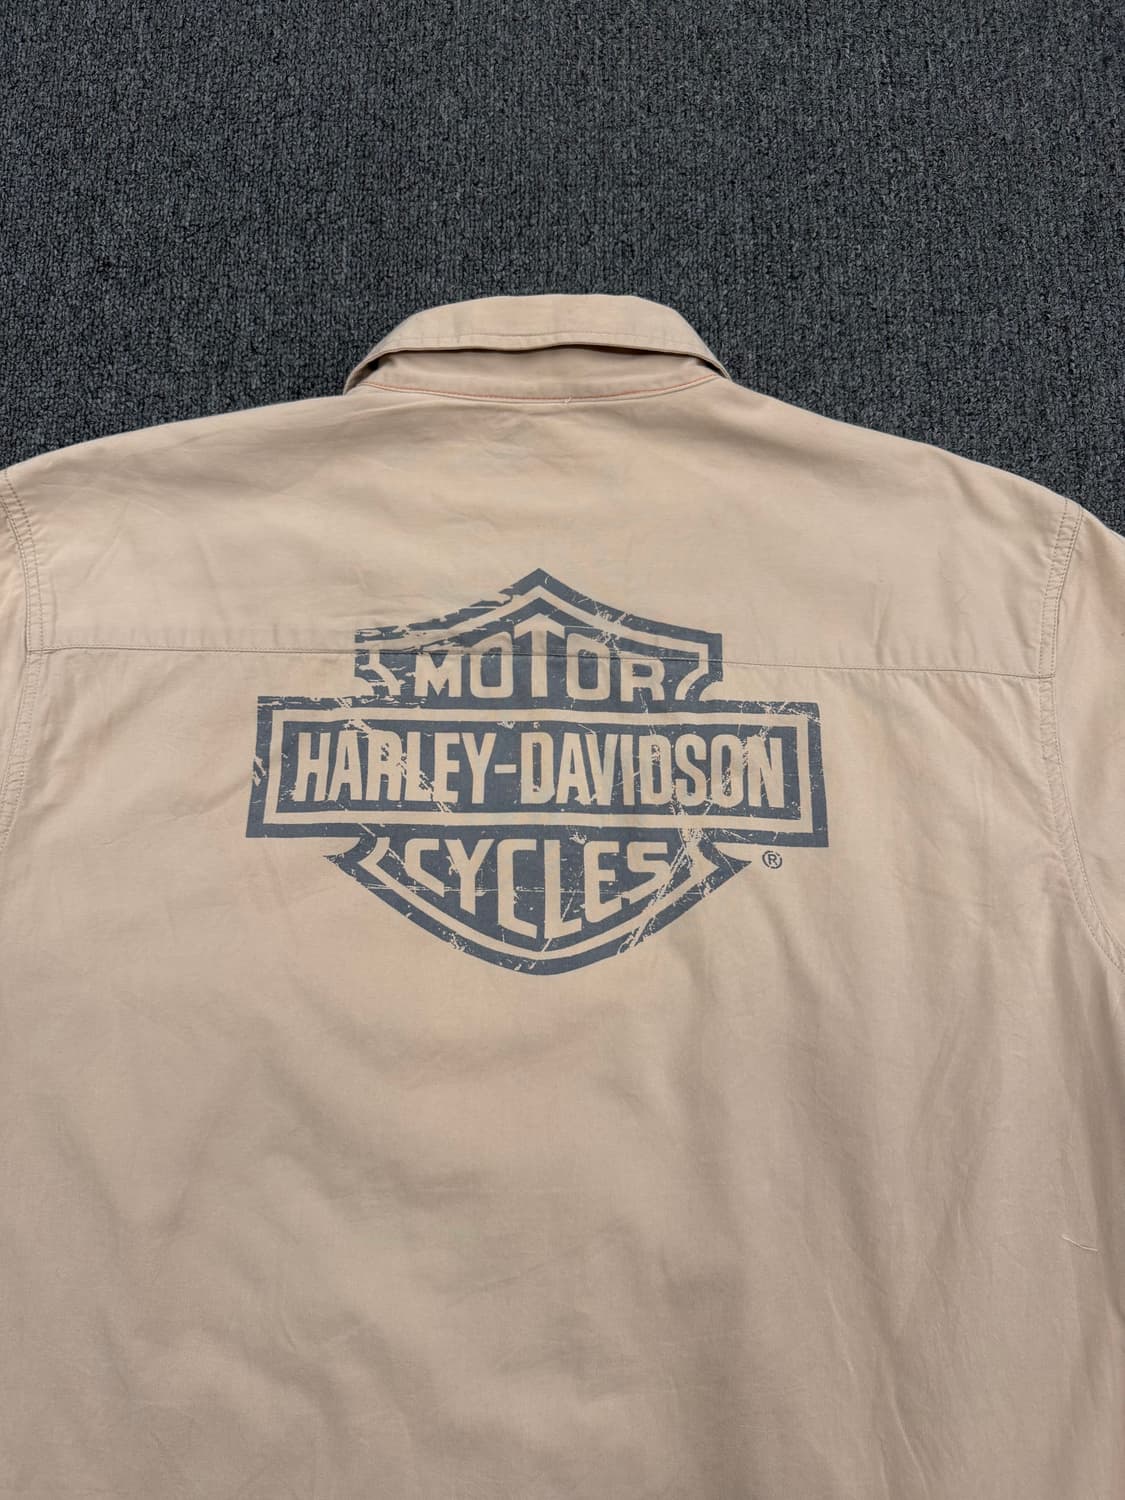 MOTOR
HARLEY-DAVIDSON
CYCLES
®